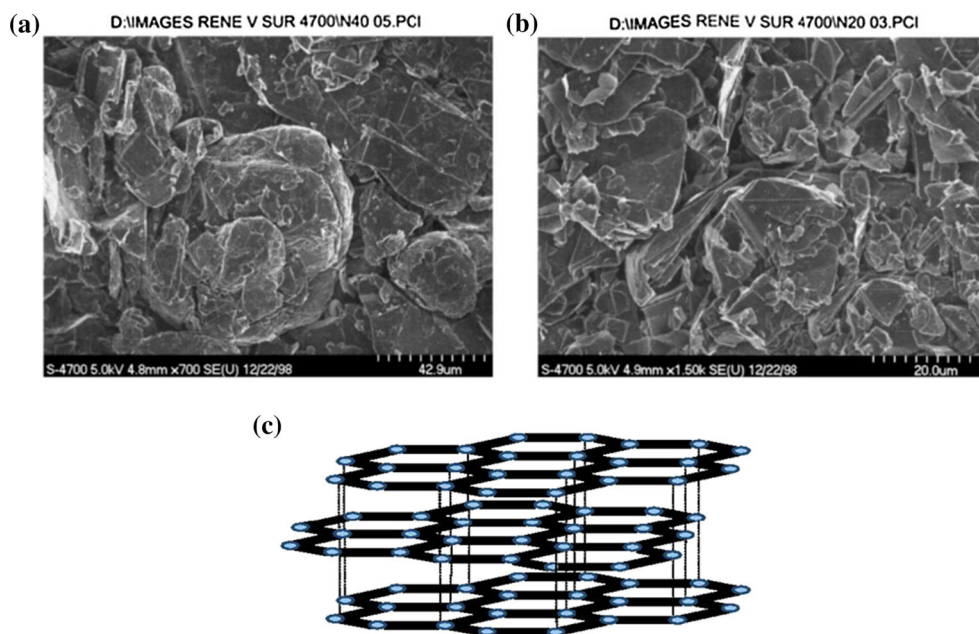 (a)
D:\IMAGES RENE V SUR 4700\N40 05.PCI
S-4700 5.0kV 4.8mm x700 SE(U) 12/22/98
42.9um
(b)
D:\IMAGES RENE V SUR 4700\N20 03.PCI
S-4700 5.0kV 4.9mm x1.50k SE(U) 12/22/98
20.0um
(c)